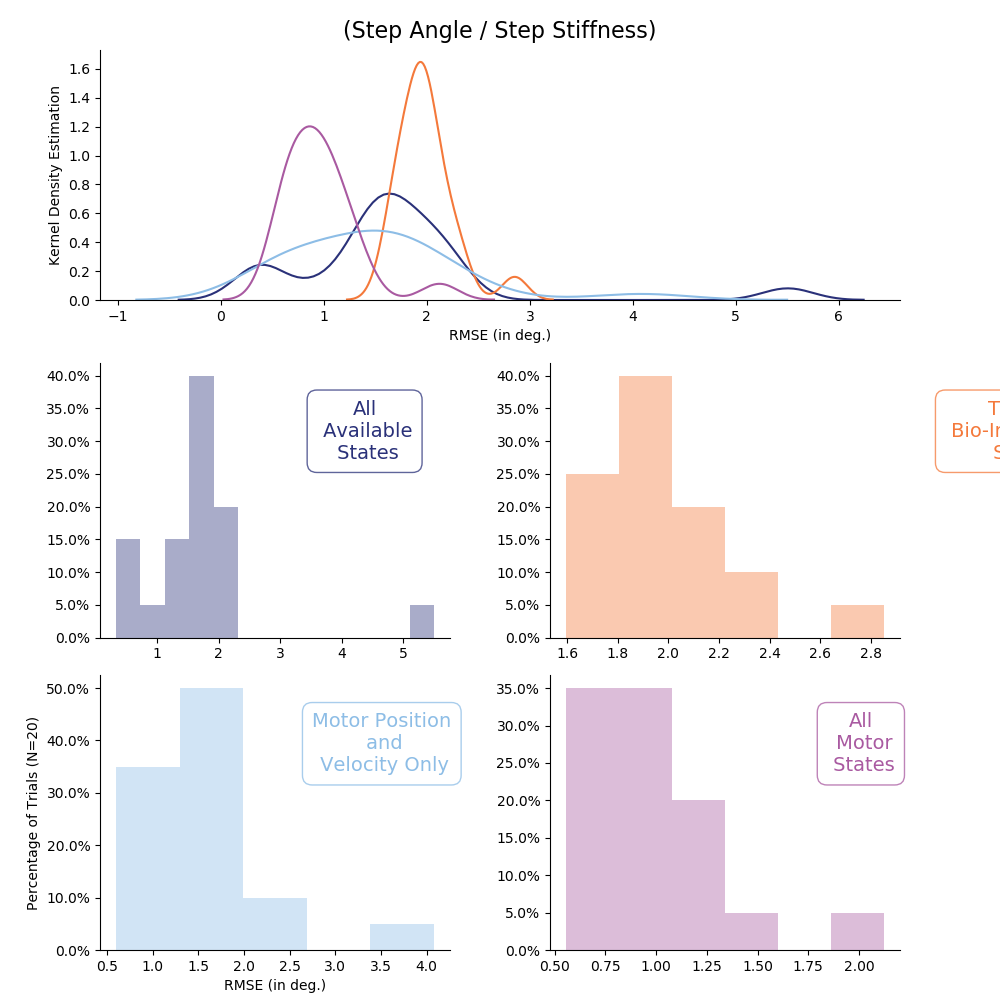 (Step Angle / Step Stiffness)
Kernel Density Estimation
1.6
1.4
1.2
1.0
0.8
0.6
0.4
0.2
0.0
−1 0 1 2 3 4 5 6
RMSE (in deg.)
40.0%
35.0%
30.0%
25.0%
20.0%
15.0%
10.0%
5.0%
0.0%
1 2 3 4 5
All
Available
States
40.0%
35.0%
30.0%
25.0%
20.0%
15.0%
10.0%
5.0%
0.0%
1.6 1.8 2.0 2.2 2.4 2.6 2.8
Percentage of Trials (N=20)
50.0%
40.0%
30.0%
20.0%
10.0%
0.0%
0.5 1.0 1.5 2.0 2.5 3.0 3.5 4.0
RMSE (in deg.)
Motor Position
and
Velocity Only
35.0%
30.0%
25.0%
20.0%
15.0%
10.0%
5.0%
0.0%
0.50 0.75 1.00 1.25 1.50 1.75 2.00
All
Motor
States